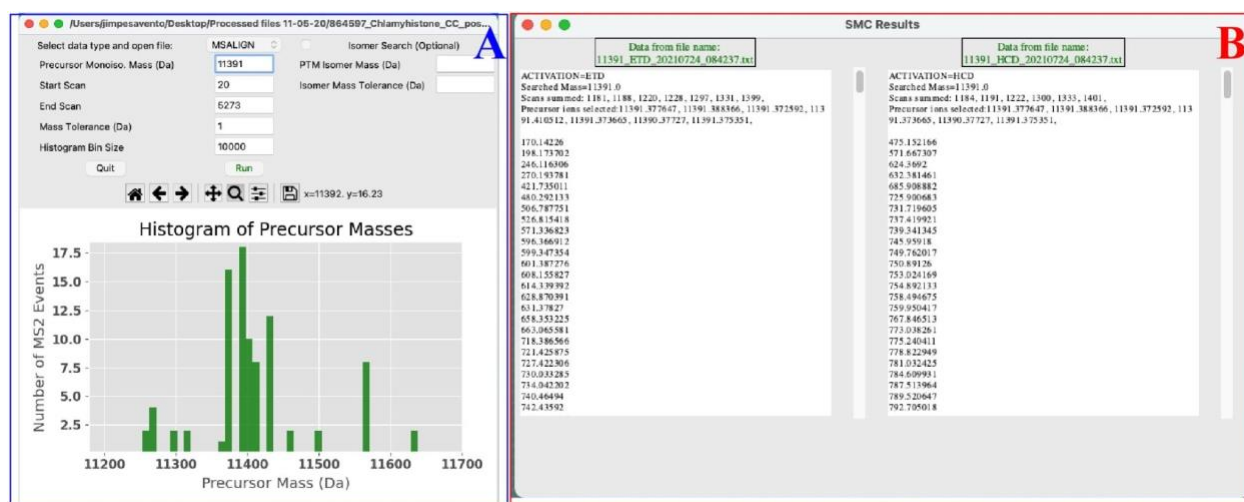 /Users/jimpesavento/Desktop/Processed files 11-05-20/864597_Chlamyhistone_CC_pos...
A
Select data type and open file:
MSALIGN
Isomer Search (Optional)
Precursor Monoiso. Mass (Da)
11391
PTM Isomer Mass (Da)
Start Scan
20
Isomer Mass Tolerance (Da)
End Scan
5273
Mass Tolerance (Da)
1
Histogram Bin Size
10000
Quit
Run
x=11392. y=16.23
Histogram of Precursor Masses
Number of MS2 Events
17.5
15.0
12.5
10.0
7.5
5.0
2.5
11200 11300 11400 11500 11600 11700
Precursor Mass (Da)
SMC Results
B
Data from file name:
11391_ETD_20210724_084237.txt
ACTIVATION=ETD
Searched Mass=11391.0
Scans summed: 1181, 1188, 1220, 1228, 1297, 1331, 1399,
Precursor ions selected:11391.377647, 11391.388366, 11391.372592, 113
91.410512, 11391.373665, 11390.37727, 11391.375351,
170.14226
198.173702
246.116306
270.193781
421.735011
480.292133
506.787751
526.815418
571.336823
596.366912
599.347354
601.387276
608.155827
614.339392
628.870391
631.37827
658.353225
663.065581
718.386566
721.425875
727.422306
730.033285
734.042202
740.46494
742.43592
Data from file name:
11391_HCD_20210724_084237.txt
ACTIVATION=HCD
Searched Mass=11391.0
Scans summed: 1184, 1191, 1222, 1300, 1333, 1401,
Precursor ions selected:11391.377647, 11391.388366, 11391.372592, 113
91.373665, 11390.37727, 11391.375351,
475.152166
571.667307
624.3692
632.381461
685.908882
725.900683
731.719605
737.419921
739.341345
745.95918
749.762017
750.89126
753.024169
754.892133
758.494675
759.950417
767.846513
773.038261
775.240411
778.822949
781.032425
784.609931
787.513964
789.520647
792.705018